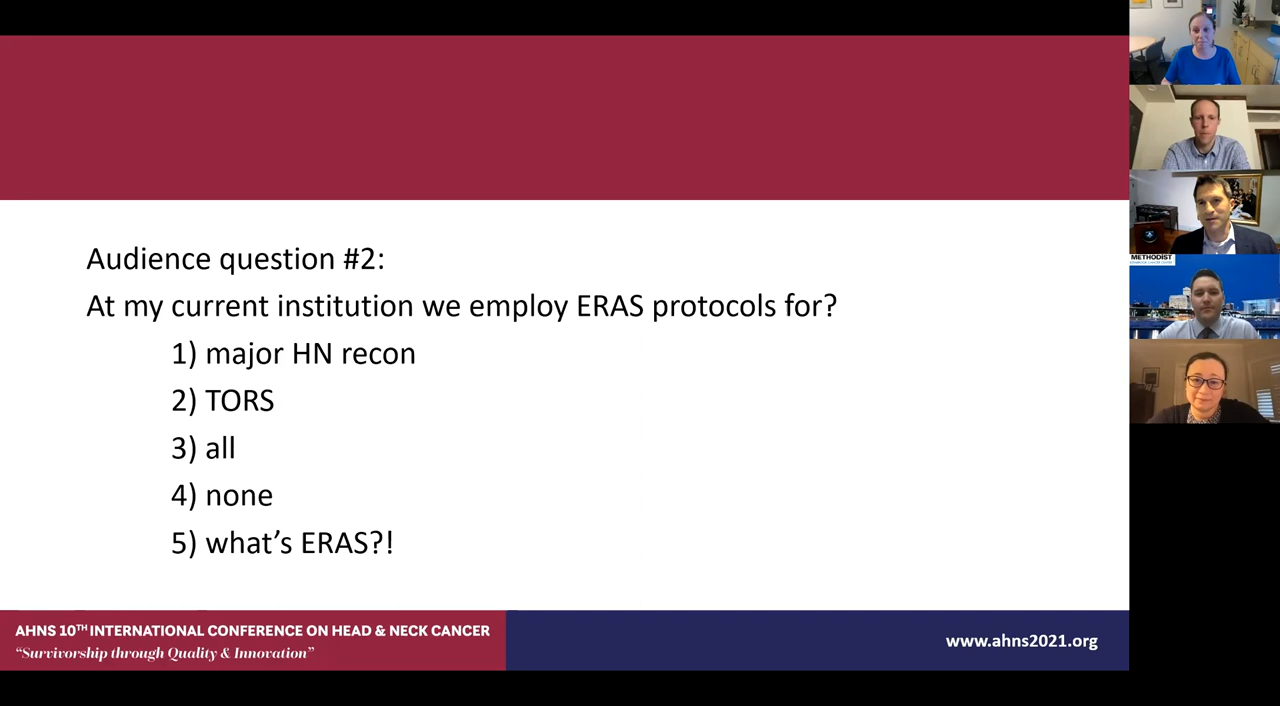 Audience question #2:
At my current institution we employ ERAS protocols for?
1) major HN recon
2) TORS
3) all
4) none
5) what’s ERAS?!
AHNS 10TH INTERNATIONAL CONFERENCE ON HEAD & NECK CANCER
“Survivorship through Quality & Innovation”
www.ahns2021.org
METHODIST